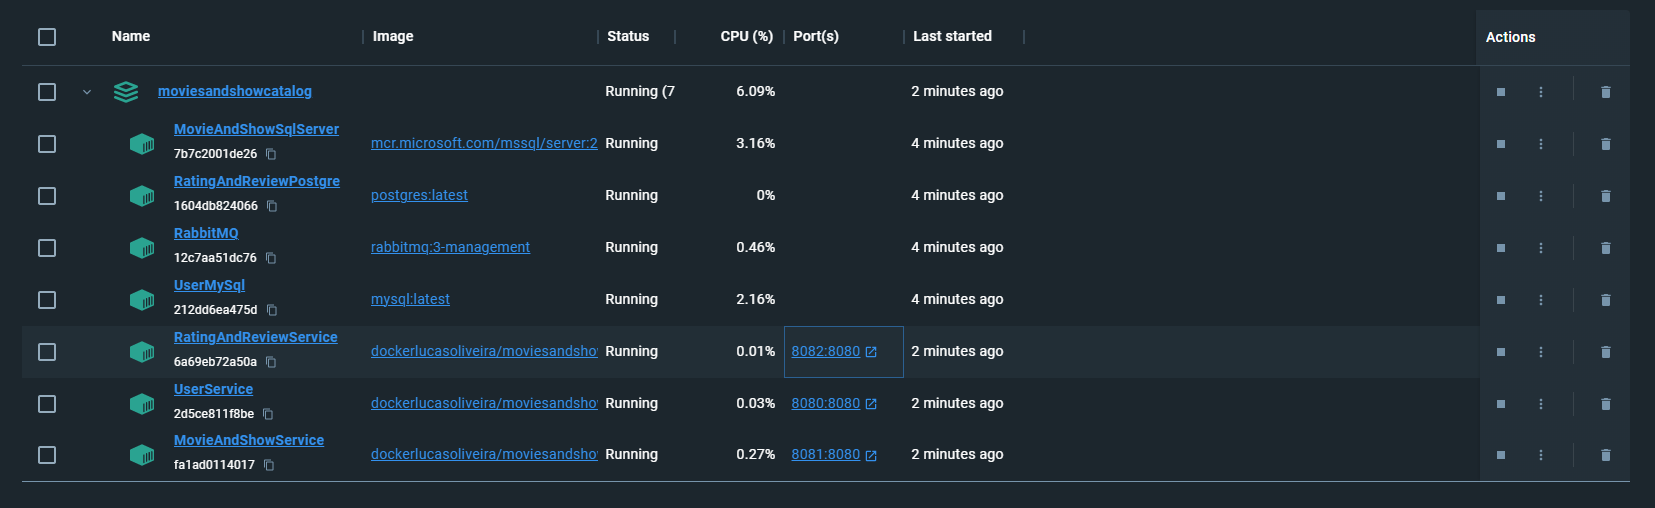 Name Image Status CPU (%) Port(s) Last started Actions
moviesandshowcatalog Running (7 6.09% 2 minutes ago
MovieAndShowSqlServer
7b7c2001de26
mcr.microsoft.com/mssql/server:2 Running 3.16% 4 minutes ago
RatingAndReviewPostgre
1604db824066
postgres:latest Running 0% 4 minutes ago
RabbitMQ
12c7aa51dc76
rabbitmq:3-management Running 0.46% 4 minutes ago
UserMySql
212dd6ea475d
mysql:latest Running 2.16% 4 minutes ago
RatingAndReviewService
6a69eb72a50a
dockerlucasoliveira/moviesandsho Running 0.01% 8082:8080 2 minutes ago
UserService
2d5ce811f8be
dockerlucasoliveira/moviesandsho Running 0.03% 8080:8080 2 minutes ago
MovieAndShowService
fa1ad0114017
dockerlucasoliveira/moviesandsho Running 0.27% 8081:8080 2 minutes ago